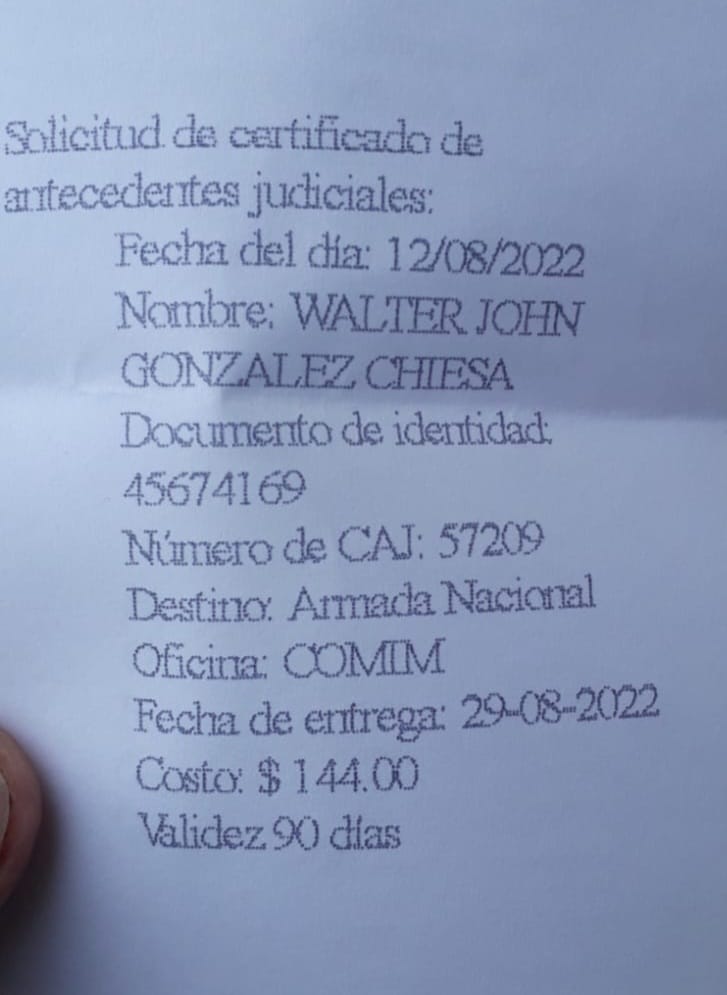 Solicitud de certificado de
antecedentes judiciales:
Fecha del día: 12/08/2022
Nombre: WALTER JOHN
GONZALEZ CHIESA
Documento de identidad:
45674169
Número de CAJ: 57209
Destino: Armada Nacional
Oficina: COMIM
Fecha de entrega: 29-08-2022
Costo: $ 144.00
Validez 90 días